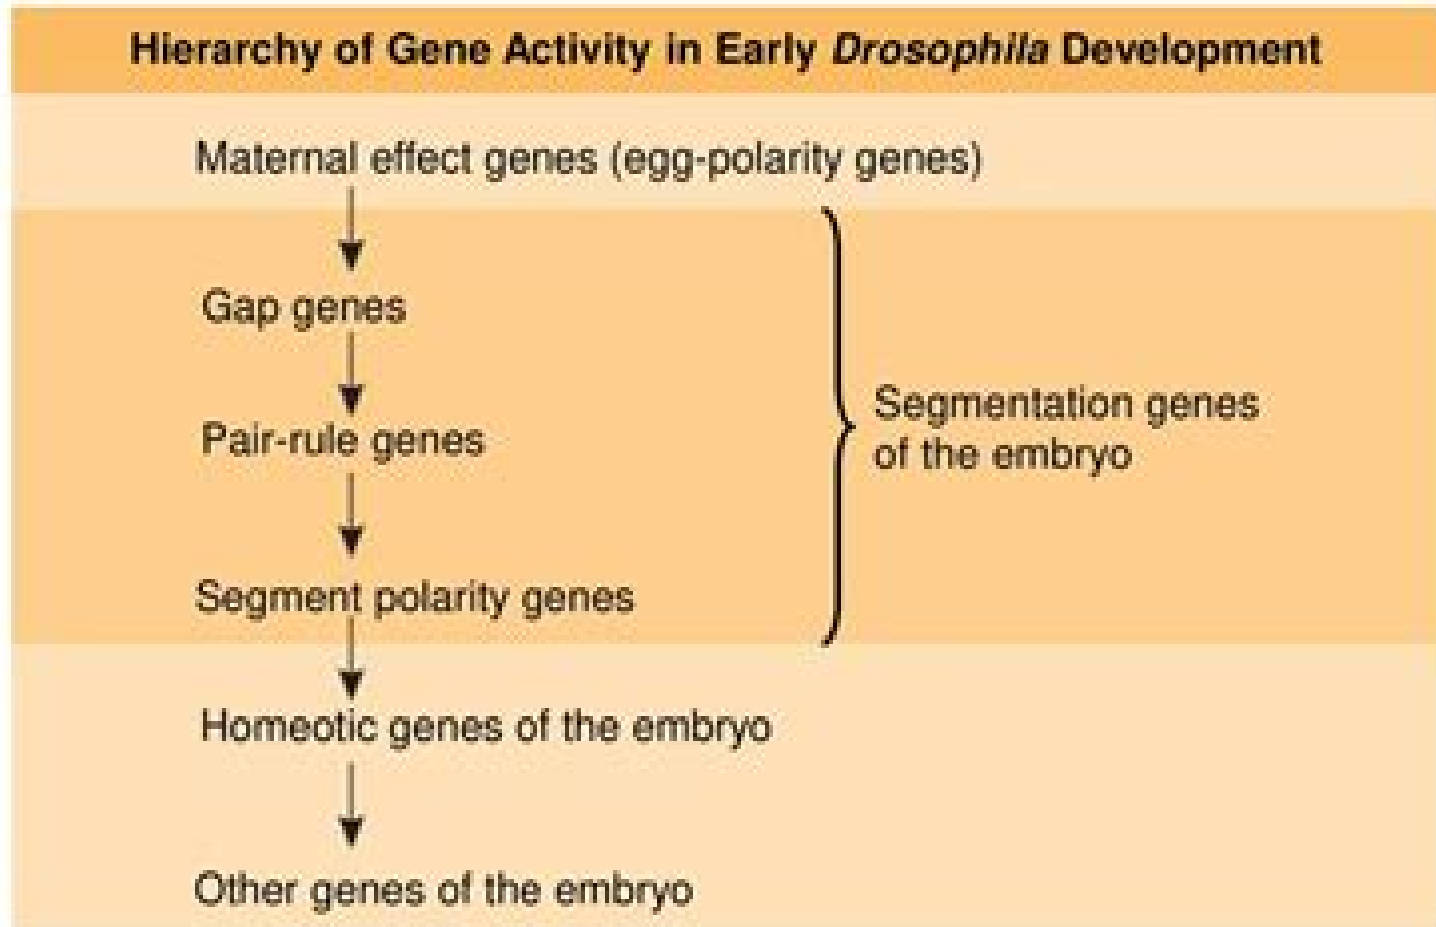 Hierarchy of Gene Activity in Early Drosophila Development
Maternal effect genes (egg-polarity genes)
Gap genes
Pair-rule genes
Segmentation genes
of the embryo
Segment polarity genes
Homeotic genes of the embryo
Other genes of the embryo